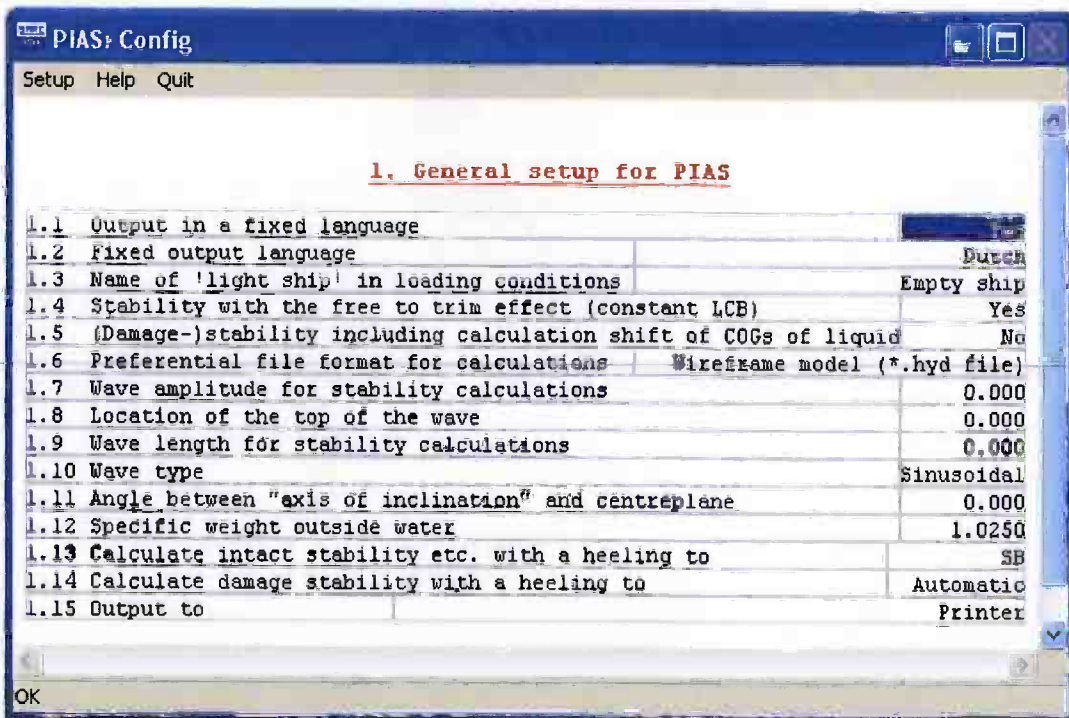 PIAS: Config
Setup Help Quit
1. General setup for PIAS
1.1 Output in a fixed language
1.2 Fixed output language Dutch
1.3 Name of 'light ship' in loading conditions Empty ship
1.4 Stability with the free to trim effect (constant LCB) Yes
1.5 (Damage-)stability including calculation shift of COGs of liquid No
1.6 Preferential file format for calculations Wireframe model (*.hyd file)
1.7 Wave amplitude for stability calculations 0.000
1.8 Location of the top of the wave 0.000
1.9 Wave length for stability calculations 0.000
1.10 Wave type Sinusoidal
1.11 Angle between "axis of inclination" and centreplane 0.000
1.12 Specific weight outside water 1.0250
1.13 Calculate intact stability etc. with a heeling to SB
1.14 Calculate damage stability with a heeling to Automatic
1.15 Output to Printer
OK